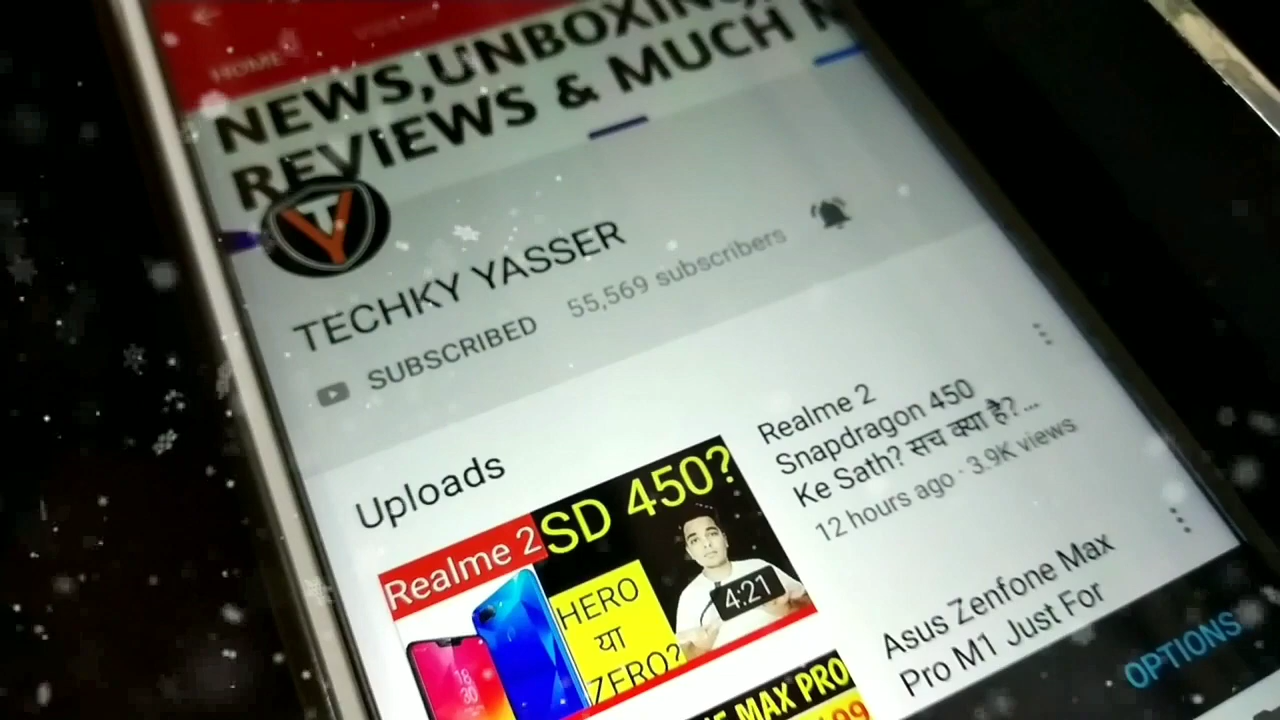 HOME
NEWS,UNBOXING,
REVIEWS & MUCH
TY
TECHKY YASSER
SUBSCRIBED 55,569 subscribers
Uploads
Realme 2
SD 450?
HERO
या
ZERO?
4:21
Realme 2
Snapdragon 450
Ke Sath? सच क्या है?...
12 hours ago · 3.9K views
MAX PRO
Asus Zenfone Max
Pro M1 Just For
OPTIONS